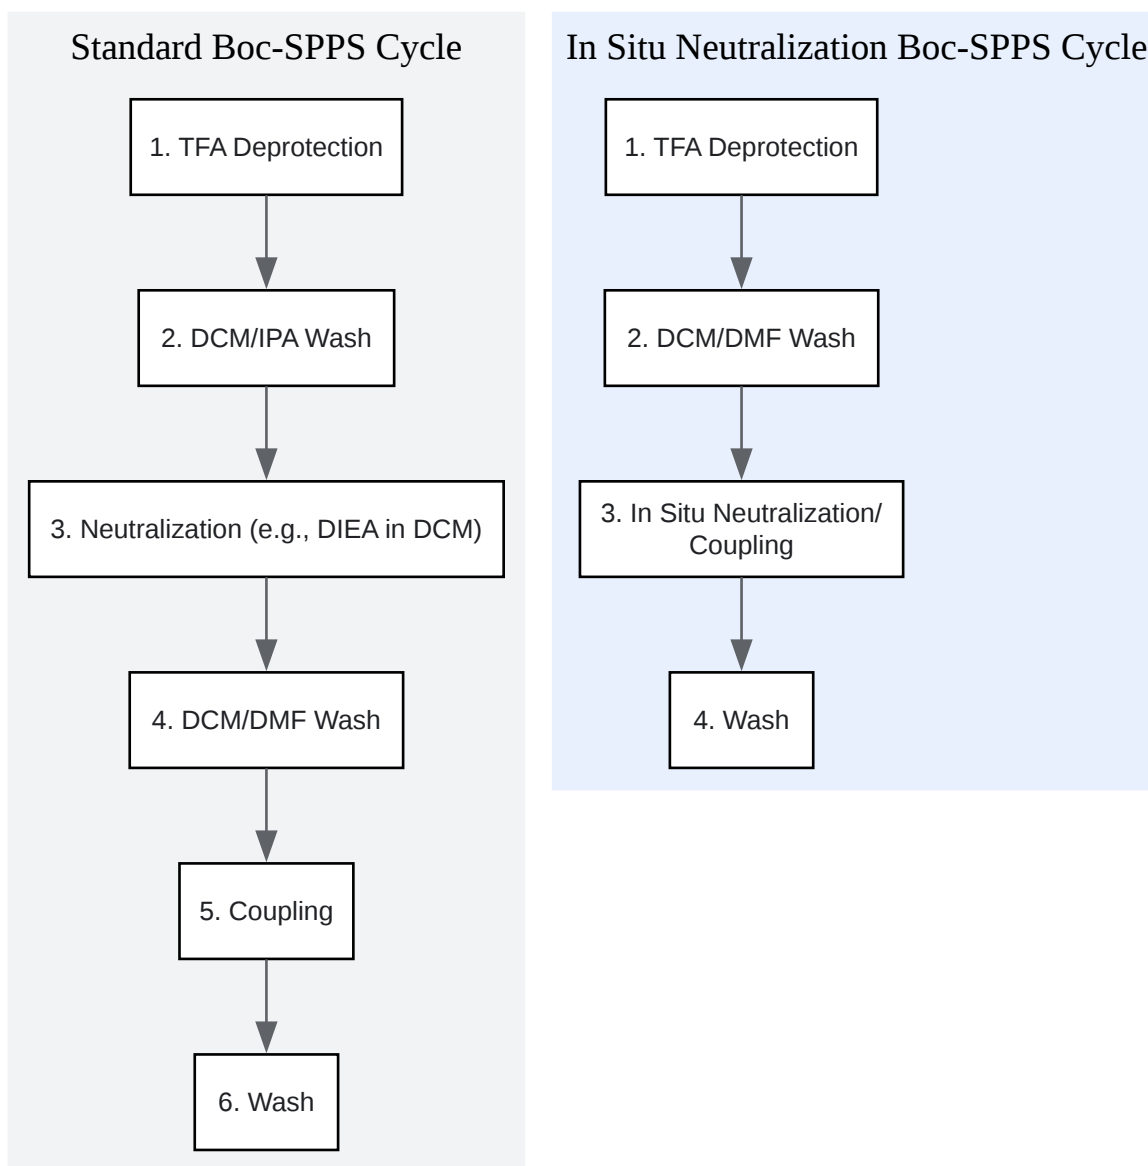 Standard Boc-SPPS Cycle
1. TFA Deprotection
2. DCM/IPA Wash
3. Neutralization (e.g., DIEA in DCM)
4. DCM/DMF Wash
5. Coupling
6. Wash
In Situ Neutralization Boc-SPPS Cycle
1. TFA Deprotection
2. DCM/DMF Wash
3. In Situ Neutralization/
Coupling
4. Wash